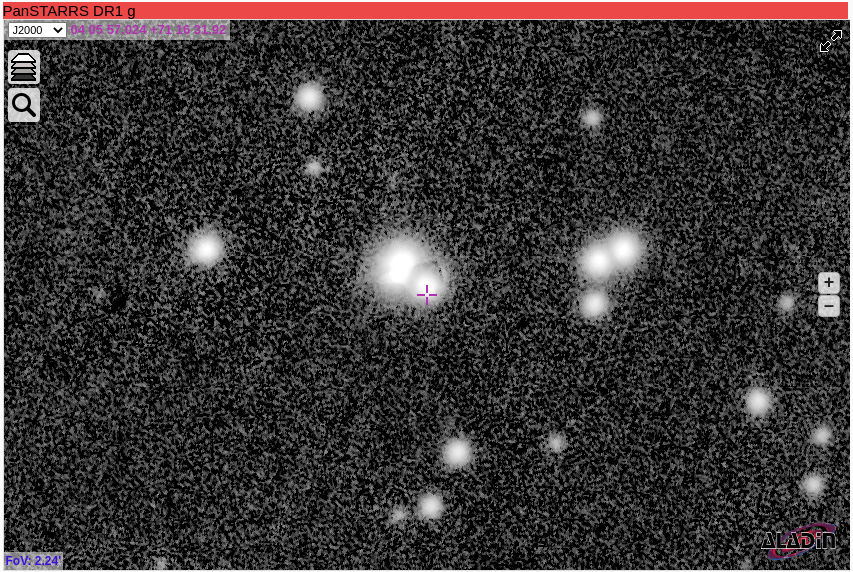 PanSTARRS DR1 g
J2000 04 05 57.024 +71 16 31.92
+
−
FoV: 2.24'
ALADIN